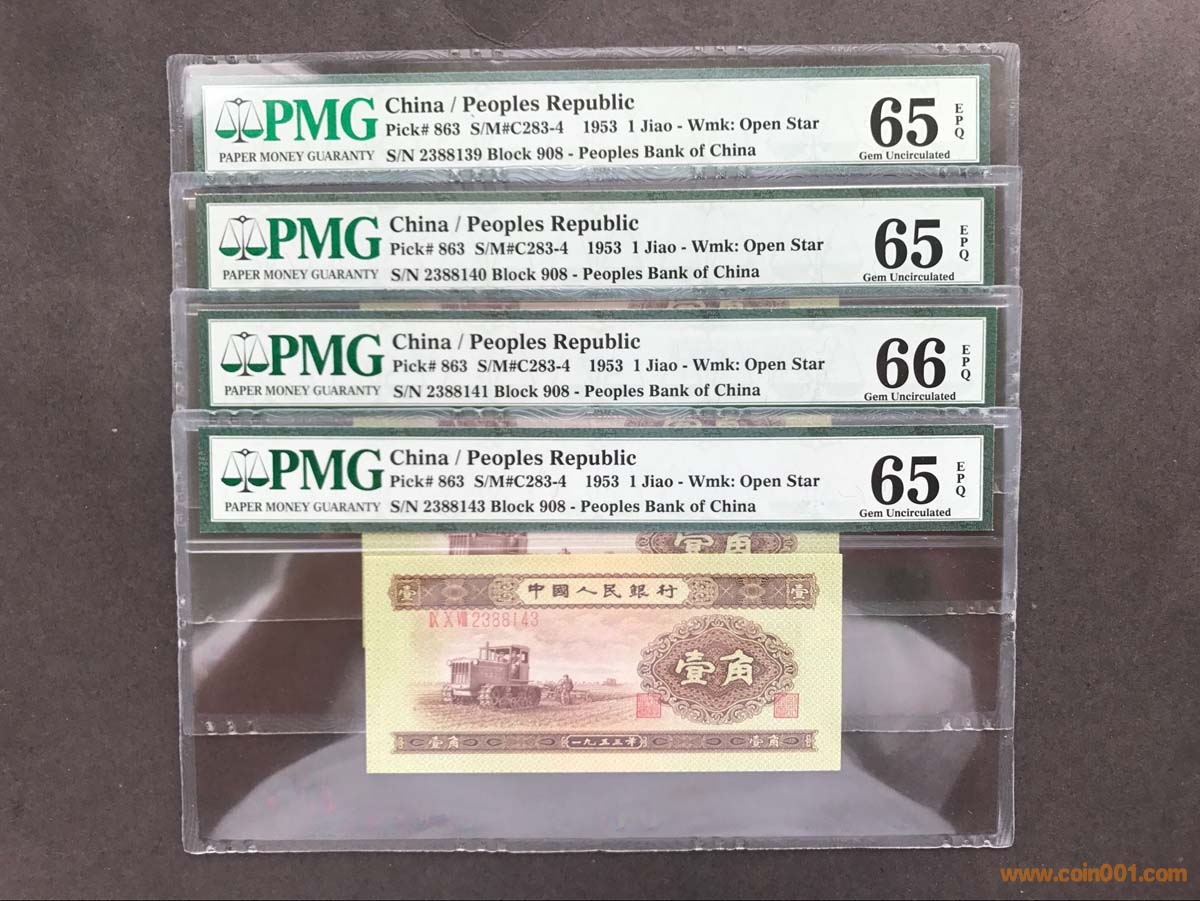 PMG
PAPER MONEY GUARANTY
China / Peoples Republic
Pick# 863 S/M#C283-4 1953 1 Jiao - Wmk: Open Star
S/N 2388139 Block 908 - Peoples Bank of China
65
EPQ
Gem Uncirculated
PMG
PAPER MONEY GUARANTY
China / Peoples Republic
Pick# 863 S/M#C283-4 1953 1 Jiao - Wmk: Open Star
S/N 2388140 Block 908 - Peoples Bank of China
65
EPQ
Gem Uncirculated
PMG
PAPER MONEY GUARANTY
China / Peoples Republic
Pick# 863 S/M#C283-4 1953 1 Jiao - Wmk: Open Star
S/N 2388141 Block 908 - Peoples Bank of China
66
EPQ
Gem Uncirculated
PMG
PAPER MONEY GUARANTY
China / Peoples Republic
Pick# 863 S/M#C283-4 1953 1 Jiao - Wmk: Open Star
S/N 2388143 Block 908 - Peoples Bank of China
65
EPQ
Gem Uncirculated
壹角
壹 中國人民銀行 壹
IX X VIII 2388143
壹角
壹角 一九五三年 壹角
www.coin001.com